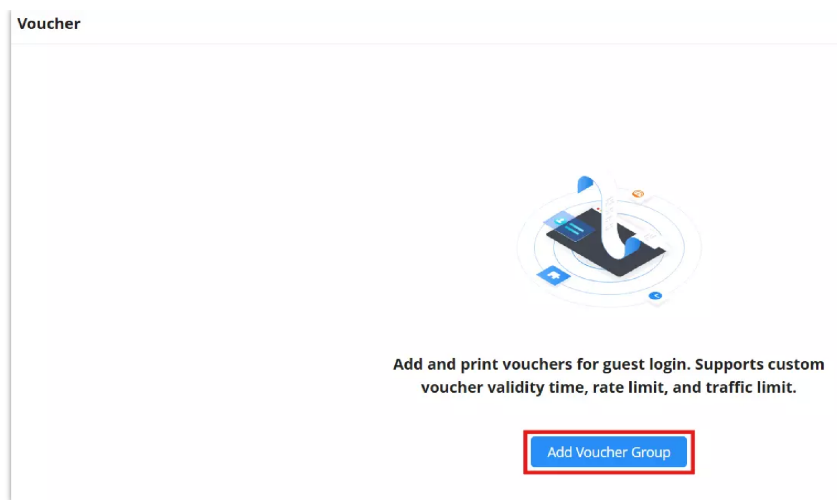 Voucher
Add and print vouchers for guest login. Supports custom
voucher validity time, rate limit, and traffic limit.
Add Voucher Group